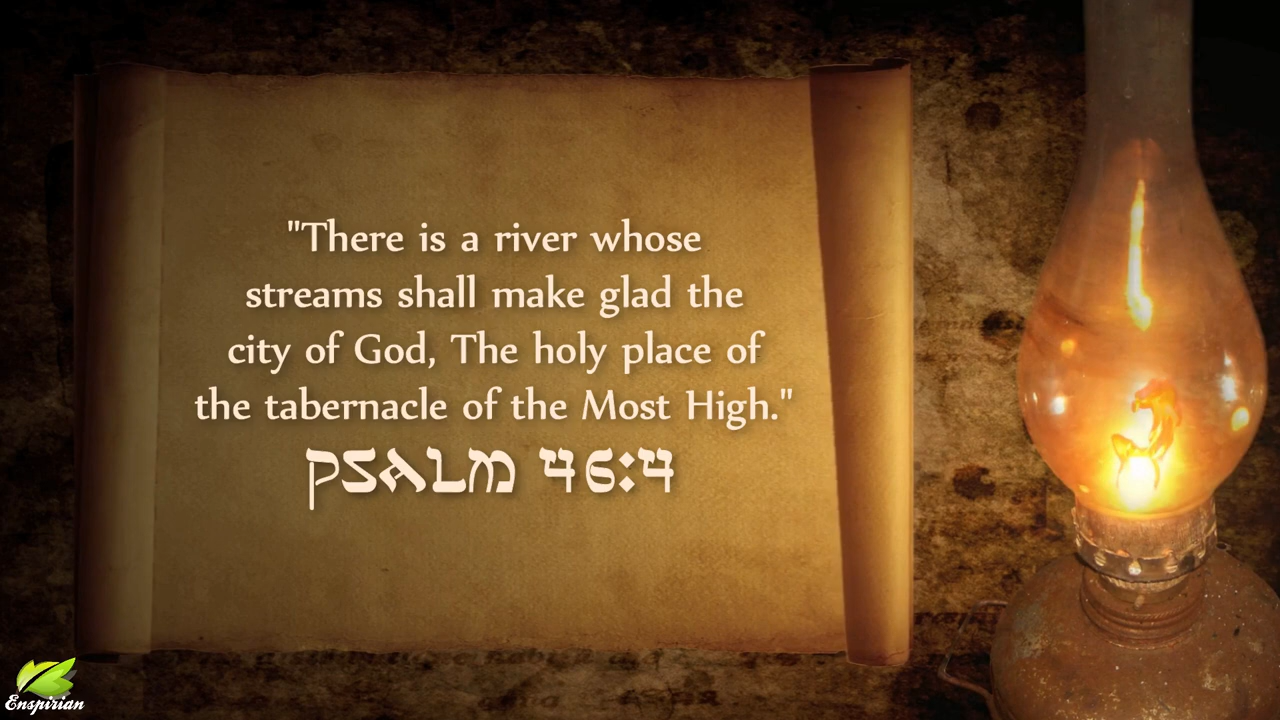 "There is a river whose
streams shall make glad the
city of God, The holy place of
the tabernacle of the Most High."
PSALM 46:4
Enspirian